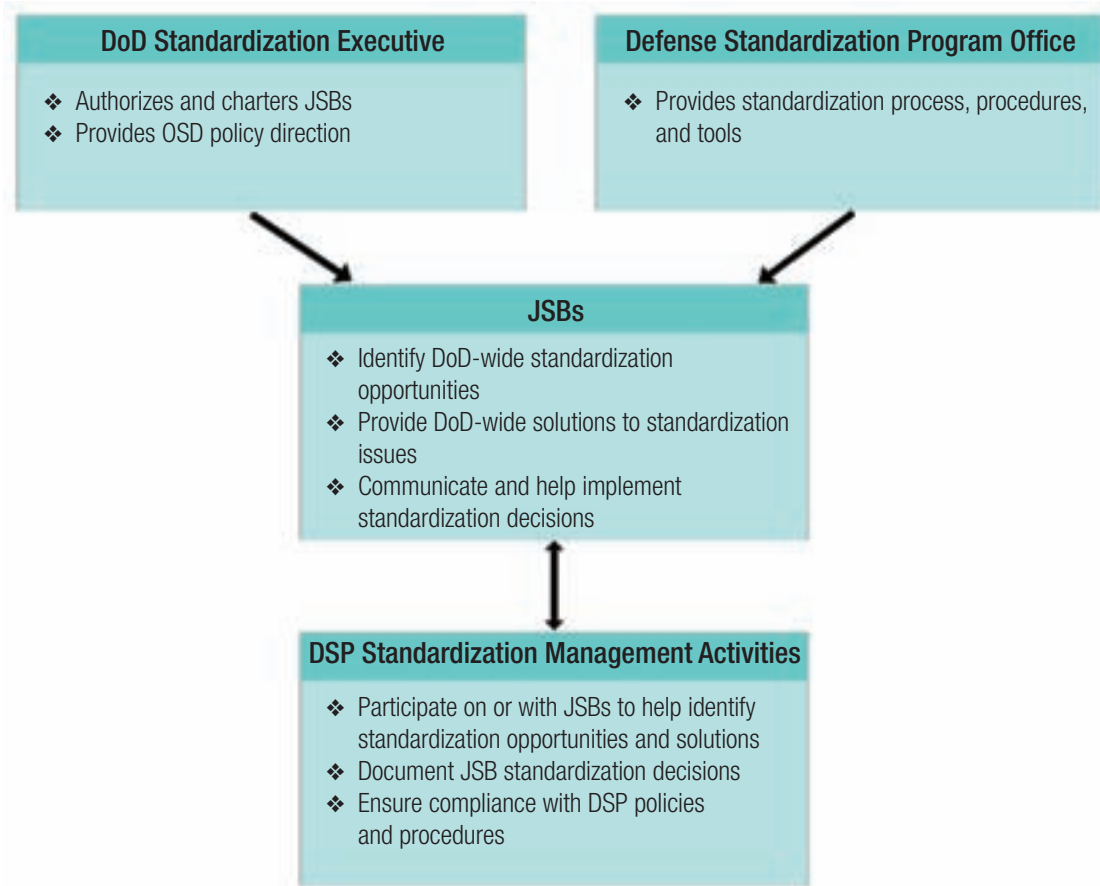 DoD Standardization Executive
❖ Authorizes and charters JSBs
❖ Provides OSD policy direction
Defense Standardization Program Office
❖ Provides standardization process, procedures,
and tools
JSBs
❖ Identify DoD-wide standardization
opportunities
❖ Provide DoD-wide solutions to standardization
issues
❖ Communicate and help implement
standardization decisions
DSP Standardization Management Activities
❖ Participate on or with JSBs to help identify
standardization opportunities and solutions
❖ Document JSB standardization decisions
❖ Ensure compliance with DSP policies
and procedures